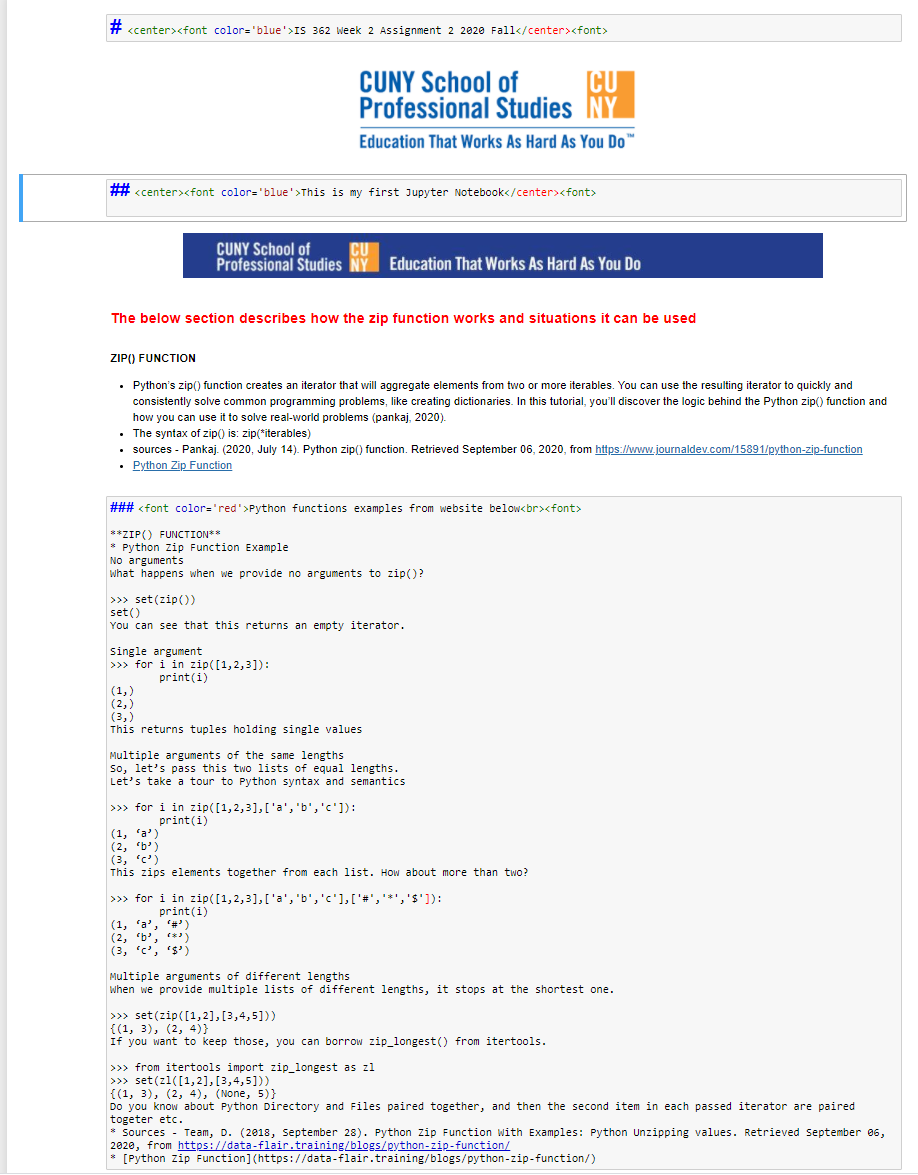 # <center><font color='blue'>IS 362 Week 2 Assignment 2 2020 Fall</center><font>
CUNY School of
Professional Studies
CU
NY
Education That Works As Hard As You Do™
## <center><font color='blue'>This is my first Jupyter Notebook</center><font>
CUNY School of
Professional Studies
CU
NY
Education That Works As Hard As You Do
The below section describes how the zip function works and situations it can be used
ZIP() FUNCTION
• Python's zip() function creates an iterator that will aggregate elements from two or more iterables. You can use the resulting iterator to quickly and
consistently solve common programming problems, like creating dictionaries. In this tutorial, you'll discover the logic behind the Python zip() function and
how you can use it to solve real-world problems (pankaj, 2020).
• The syntax of zip() is: zip(*iterables)
• sources - Pankaj. (2020, July 14). Python zip() function. Retrieved September 06, 2020, from https://www.journaldev.com/15891/python-zip-function
• Python Zip Function
### <font color='red'>Python functions examples from website below<br><font>
**ZIP() FUNCTION**
* Python Zip Function Example
No arguments
What happens when we provide no arguments to zip()?
>>> set(zip())
set()
You can see that this returns an empty iterator.
Single argument
>>> for i in zip([1,2,3]):
print(i)
(1,)
(2,)
(3,)
This returns tuples holding single values
Multiple arguments of the same lengths
So, let’s pass this two lists of equal lengths.
Let’s take a tour to Python syntax and semantics
>>> for i in zip([1,2,3],['a','b','c']):
print(i)
(1, ‘a’)
(2, ‘b’)
(3, ‘c’)
This zips elements together from each list. How about more than two?
>>> for i in zip([1,2,3],['a','b','c'],['#','*','$']):
print(i)
(1, ‘a’, ‘#’)
(2, ‘b’, ‘*’)
(3, ‘c’, ‘$’)
Multiple arguments of different lengths
When we provide multiple lists of different lengths, it stops at the shortest one.
>>> set(zip([1,2],[3,4,5]))
{(1, 3), (2, 4)}
If you want to keep those, you can borrow zip_longest() from itertools.
>>> from itertools import zip_longest as zl
>>> set(zl([1,2],[3,4,5]))
{(1, 3), (2, 4), (None, 5)}
Do you know about Python Directory and Files paired together, and then the second item in each passed iterator are paired
togeter etc.
* Sources - Team, D. (2018, September 28). Python Zip Function With Examples: Python Unzipping values. Retrieved September 06,
2020, from https://data-flair.training/blogs/python-zip-function/
* [Python Zip Function](https://data-flair.training/blogs/python-zip-function/)